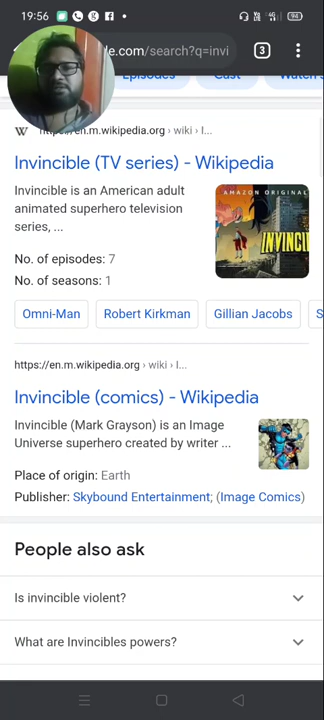 19:56
94
le.com/search?q=invi
3
Episodes
Cast
Watch s
https://en.m.wikipedia.org › wiki › I...
Invincible (TV series) - Wikipedia
Invincible is an American adult
animated superhero television
series, ...
AMAZON ORIGINAL
INVINCI
No. of episodes: 7
No. of seasons: 1
Omni-Man
Robert Kirkman
Gillian Jacobs
S
https://en.m.wikipedia.org › wiki › I...
Invincible (comics) - Wikipedia
Invincible (Mark Grayson) is an Image
Universe superhero created by writer ...
Place of origin: Earth
Publisher: Skybound Entertainment; (Image Comics)
People also ask
Is invincible violent?
What are Invincibles powers?